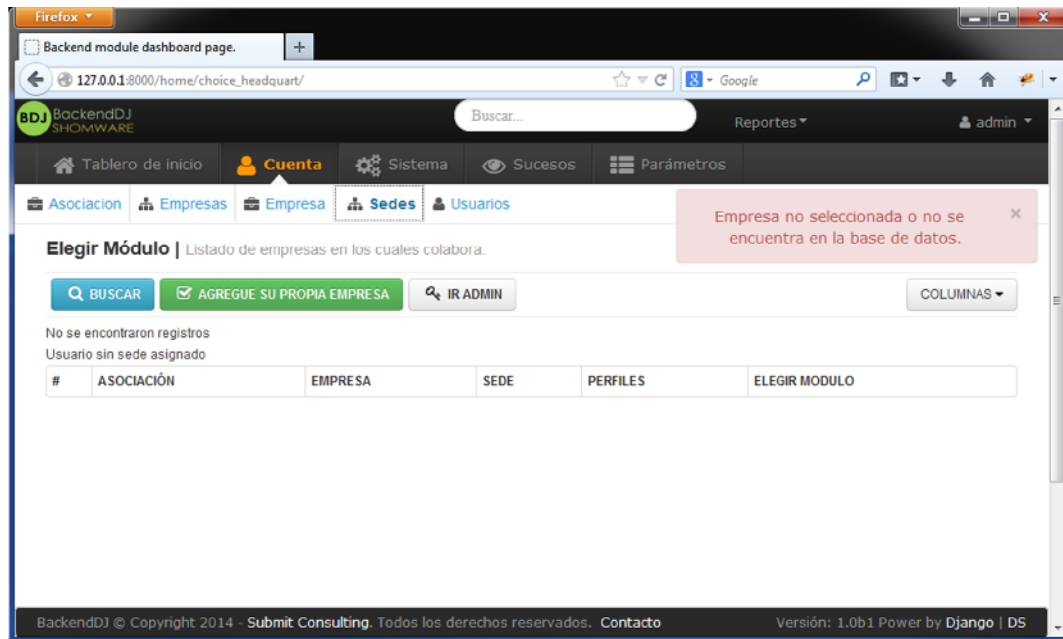 Firefox
Backend module dashboard page.
127.0.0.1:8000/home/choice_headquart/
8 Google
BDJ BackendDJ
SHOMWARE
Buscar...
Reportes
admin
Tablero de inicio Cuenta Sistema Sucesos Parámetros
Asociacion Empresas Empresa Sedes Usuarios
Empresa no seleccionada o no se
encuentra en la base de datos.
Elegir Módulo | Listado de empresas en los cuales colabora.
BUSCAR AGREGUE SU PROPIA EMPRESA IR ADMIN COLUMNAS
No se encontraron registros
Usuario sin sede asignado
# ASOCIACIÓN EMPRESA SEDE PERFILES ELEGIR MODULO
BackendDJ © Copyright 2014 - Submit Consulting. Todos los derechos reservados. Contacto Versión: 1.0b1 Power by Django | DS